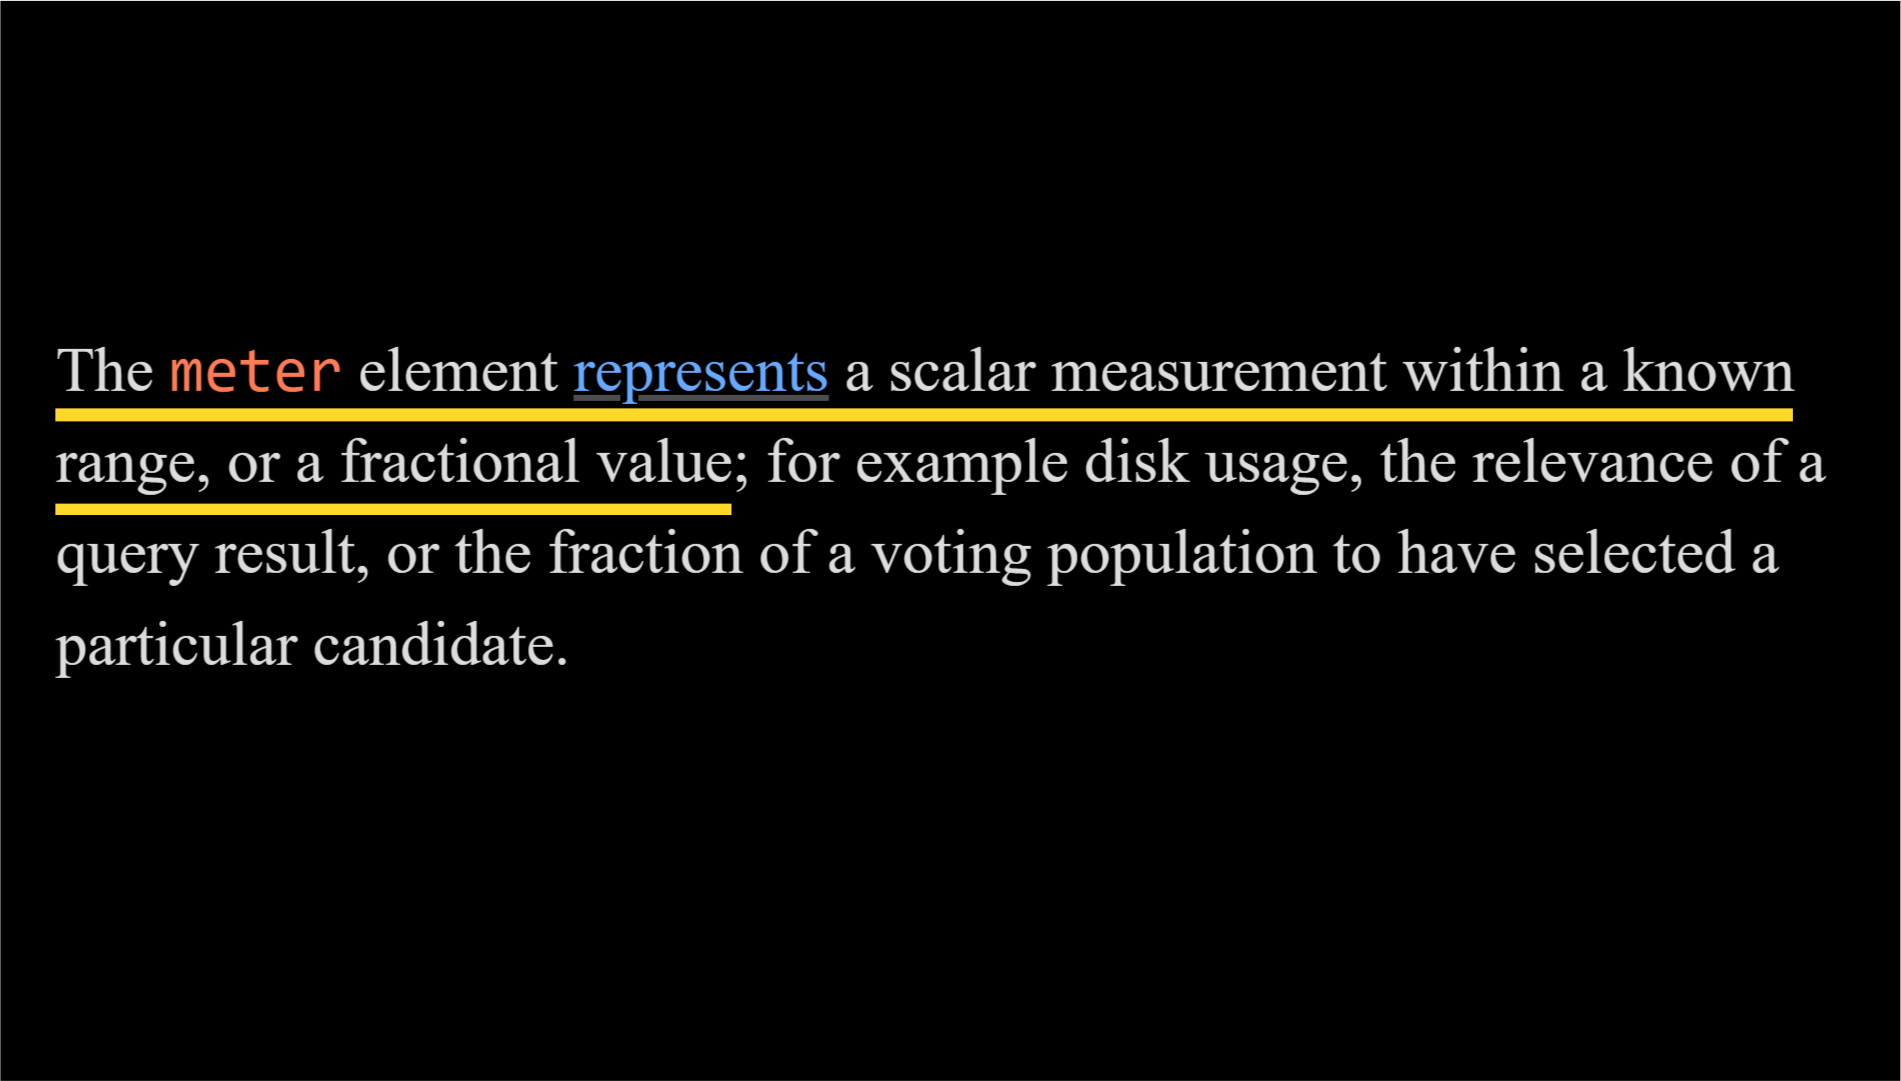 The meter element represents a scalar measurement within a known
range, or a fractional value; for example disk usage, the relevance of a
query result, or the fraction of a voting population to have selected a
particular candidate.